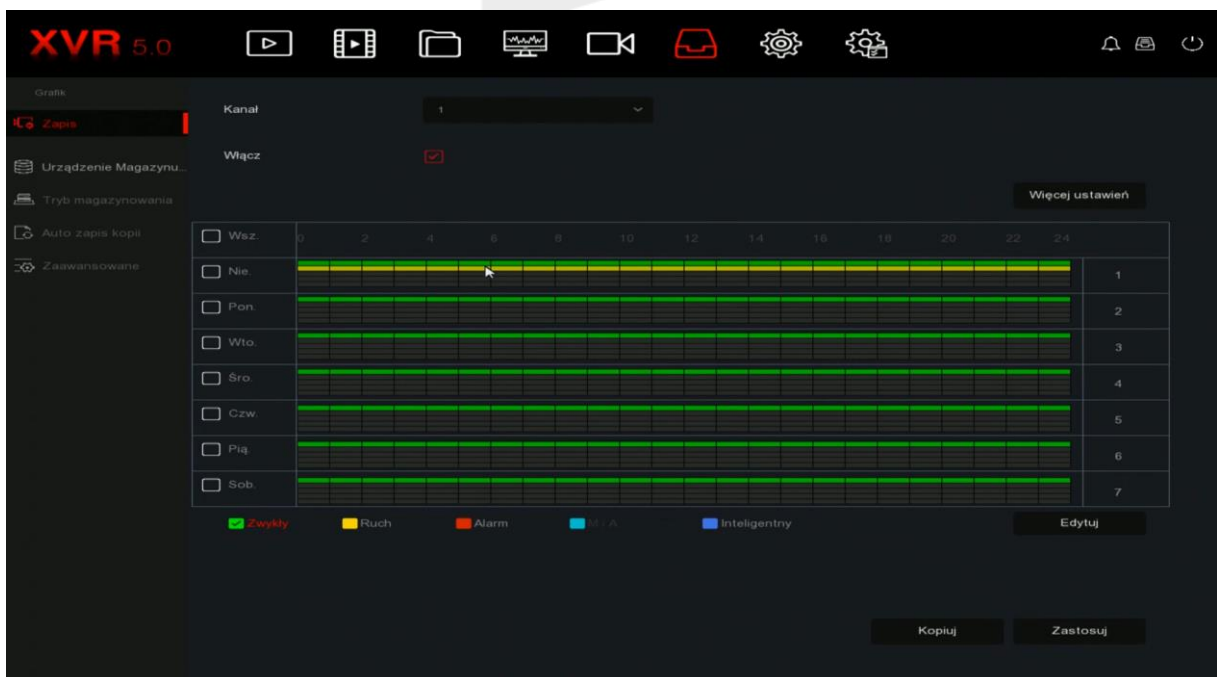 XVR 5.0
Grafik
Zapis
Urządzenie Magazynu...
Tryb magazynowania
Auto zapis kopii
Zaawansowane
Kanał 1
Włącz
Więcej ustawień
Wsz. 0 2 4 6 8 10 12 14 16 18 20 22 24
Nie. 1
Pon. 2
Wto. 3
Śro. 4
Czw. 5
Pią. 6
Sob. 7
Zwykły Ruch Alarm M i A Inteligentny Edytuj
Kopiuj Zastosuj